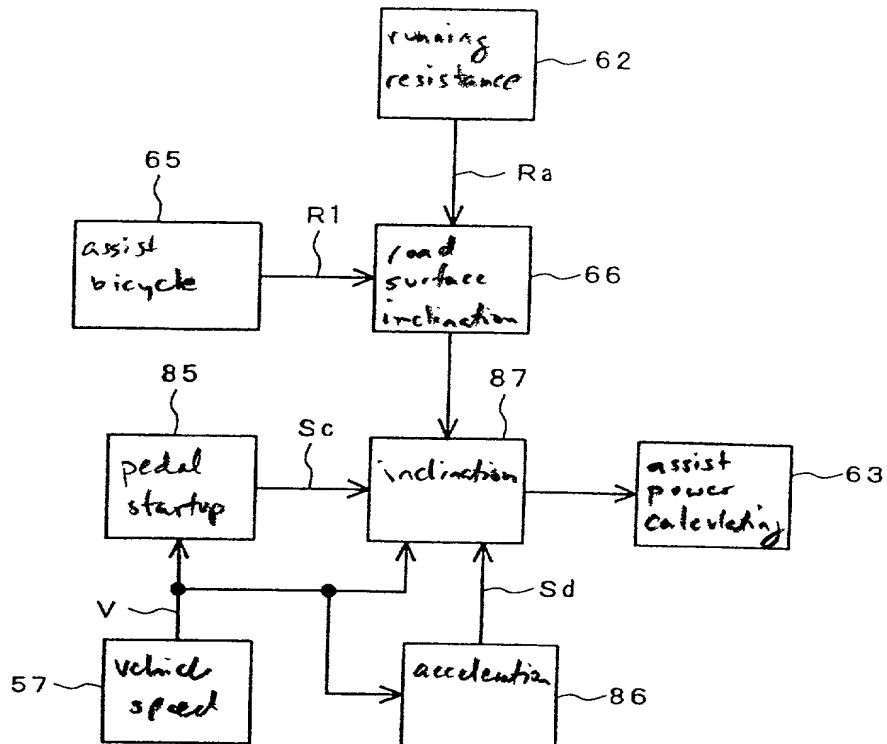 running
resistance
62
Ra
65
assist
bicycle
R1
road
surface
inclination
66
85
pedal
startup
Sc
87
inclination
assist
power
calculating
63
V
Sd
57
vehicle
speed
acceleration
86